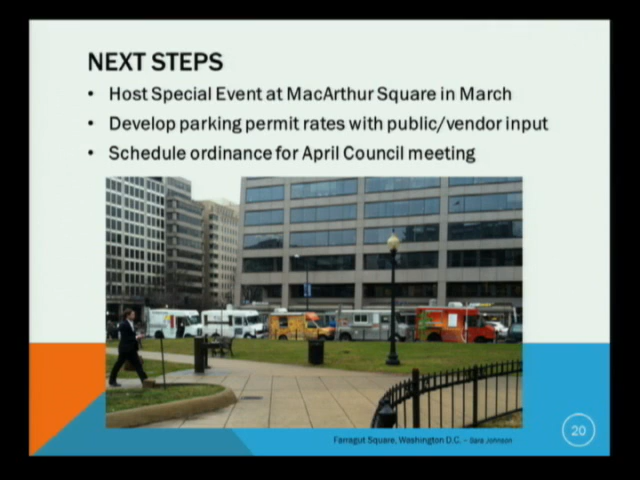 NEXT STEPS
• Host Special Event at MacArthur Square in March
• Develop parking permit rates with public/vendor input
• Schedule ordinance for April Council meeting
Farragut Square, Washington D.C. - Sara Johnson
20